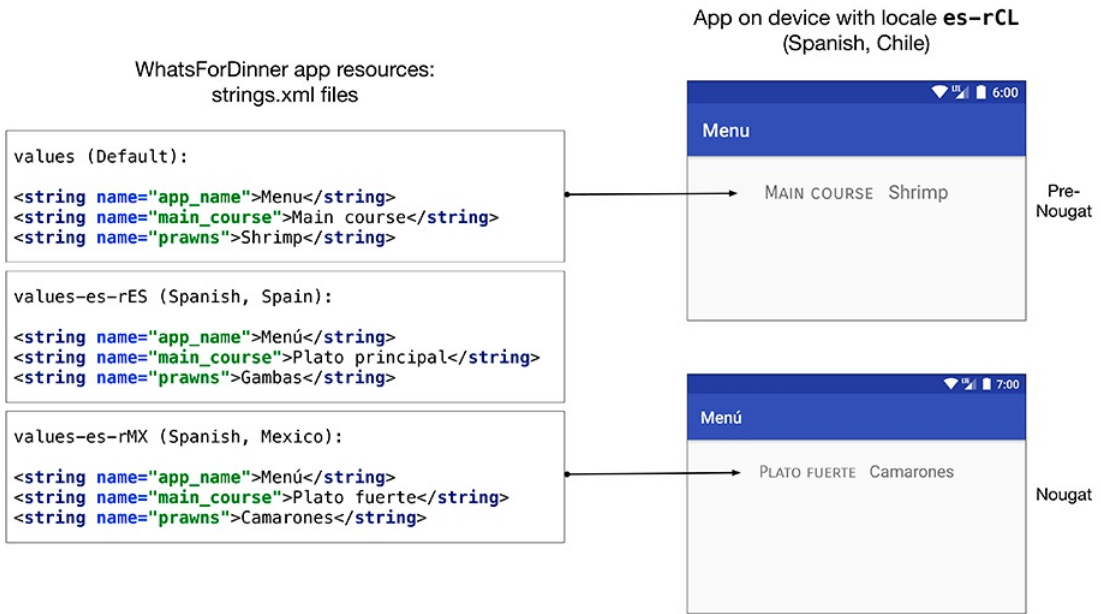 WhatsForDinner app resources:
strings.xml files
values (Default):
<string name="app_name">Menu</string>
<string name="main_course">Main course</string>
<string name="prawns">Shrimp</string>
values-es-rES (Spanish, Spain):
<string name="app_name">Menú</string>
<string name="main_course">Plato principal</string>
<string name="prawns">Gambas</string>
values-es-rMX (Spanish, Mexico):
<string name="app_name">Menú</string>
<string name="main_course">Plato fuerte</string>
<string name="prawns">Camarones</string>
App on device with locale es-rCL
(Spanish, Chile)
6:00
Menu
MAIN COURSE Shrimp
Pre-
Nougat
7:00
Menú
PLATO FUERTE Camarones
Nougat